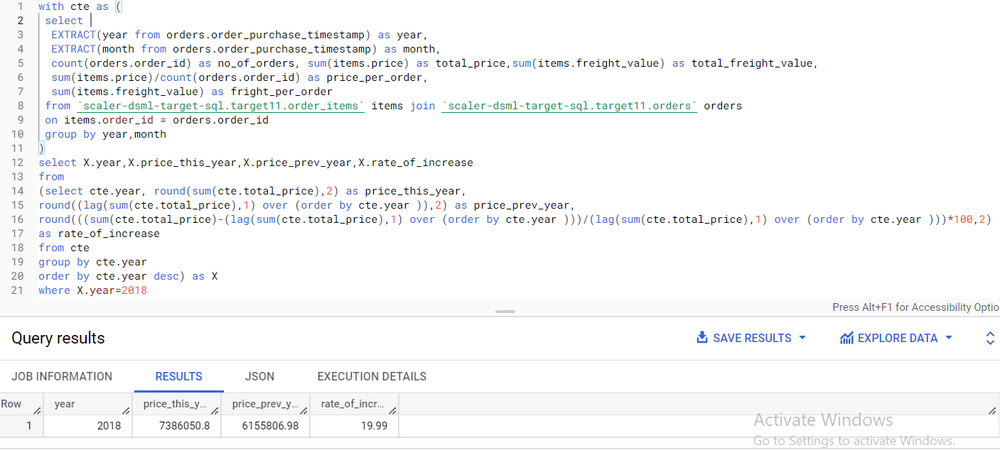 1 with cte as (
2 select
3 EXTRACT(year from orders.order_purchase_timestamp) as year,
4 EXTRACT(month from orders.order_purchase_timestamp) as month,
5 count(orders.order_id) as no_of_orders, sum(items.price) as total_price,sum(items.freight_value) as total_freight_value,
6 sum(items.price)/count(orders.order_id) as price_per_order,
7 sum(items.freight_value) as fright_per_order
8 from `scaler-dsml-target-sql.target11.order_items` items join `scaler-dsml-target-sql.target11.orders` orders
9 on items.order_id = orders.order_id
10 group by year,month
11 )
12 select X.year,X.price_this_year,X.price_prev_year,X.rate_of_increase
13 from
14 (select cte.year, round(sum(cte.total_price),2) as price_this_year,
15 round((lag(sum(cte.total_price),1) over (order by cte.year )),2) as price_prev_year,
16 round(((sum(cte.total_price)-(lag(sum(cte.total_price),1) over (order by cte.year )))/(lag(sum(cte.total_price),1) over (order by cte.year )))*100,2)
17 as rate_of_increase
18 from cte
19 group by cte.year
20 order by cte.year desc) as X
21 where X.year=2018
Press Alt+F1 for Accessibility Optio
Query results SAVE RESULTS EXPLORE DATA
JOB INFORMATION RESULTS JSON EXECUTION DETAILS
Row year price_this_y... price_prev_y... rate_of_incr...
1 2018 7386050.8 6155806.98 19.99
Activate Windows
Go to Settings to activate Windows.